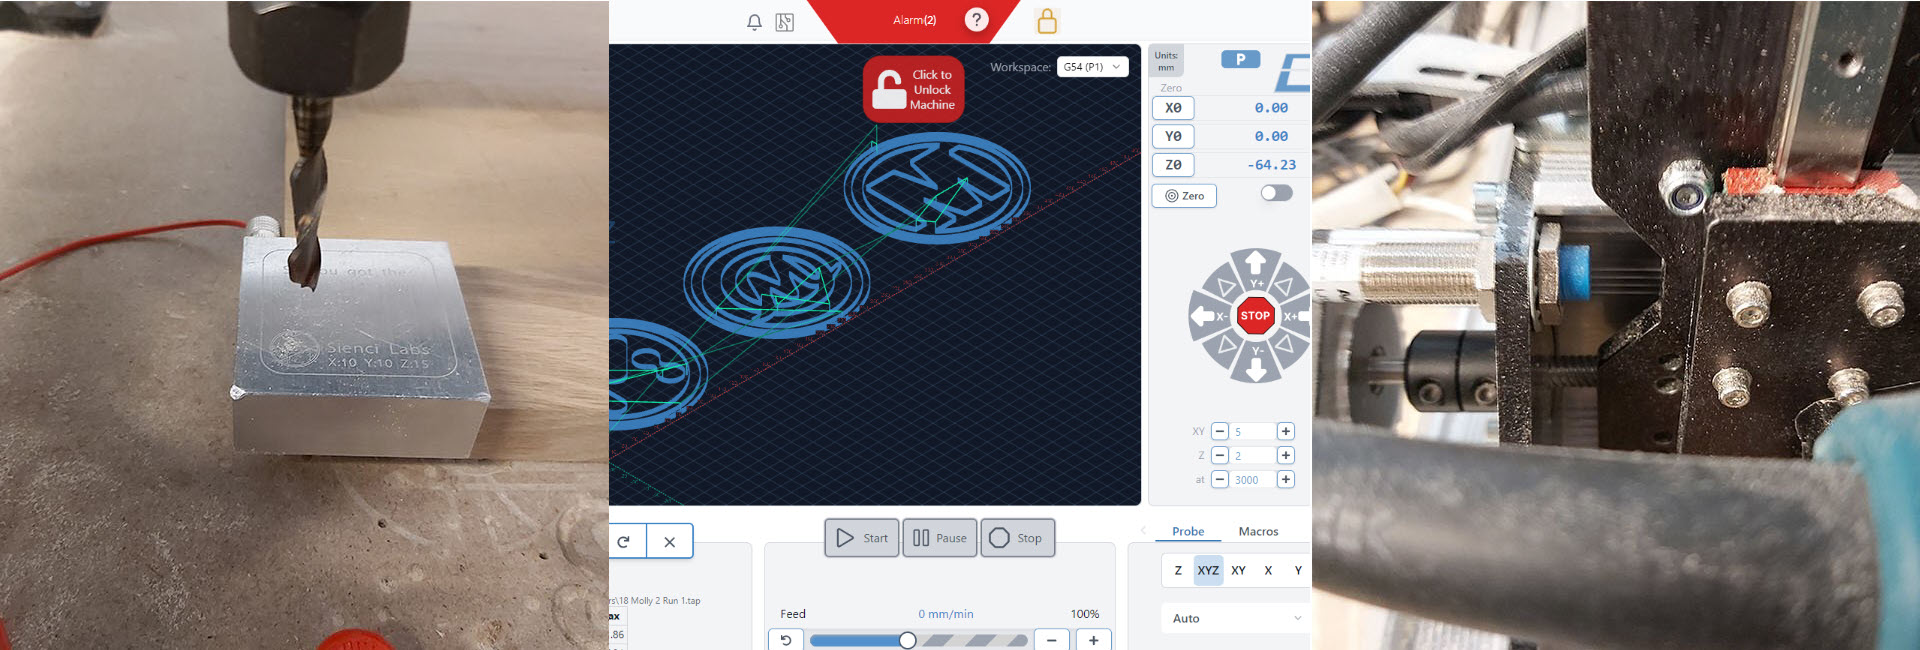 you got the
Sienci Labs
X:10 Y:10 Z:15
Alarm(2)
?
Click to
Unlock
Machine
Workspace: G54 (P1)
Units:
mm
P
Zero
X0 0.00
Y0 0.00
Z0 -64.23
Zero
Y+
X- STOP X+
Y-
XY 5
Z 2
at 3000
Start Pause Stop
Probe Macros
Z XYZ XY X Y
rs\18 Molly 2 Run 1.tap
ax
.86
Feed 0 mm/min 100%
Auto